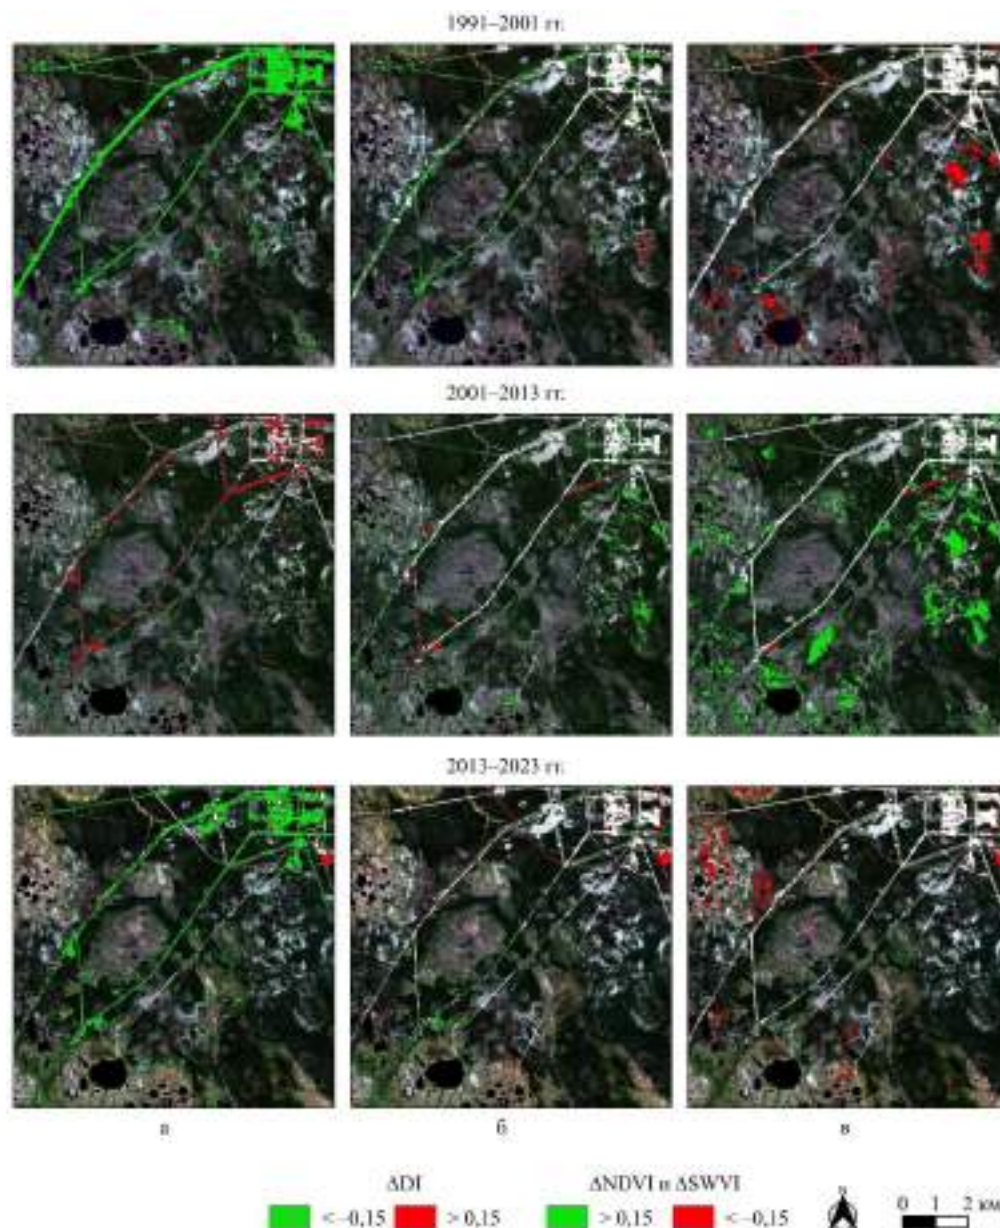 1991–2001 гг.
2001–2013 гг.
2013–2023 гг.
а б в
ΔDI ΔNDVI и ΔSWVI N
< –0,15 > 0,15 > 0,15 < –0,15 0 1 2 км